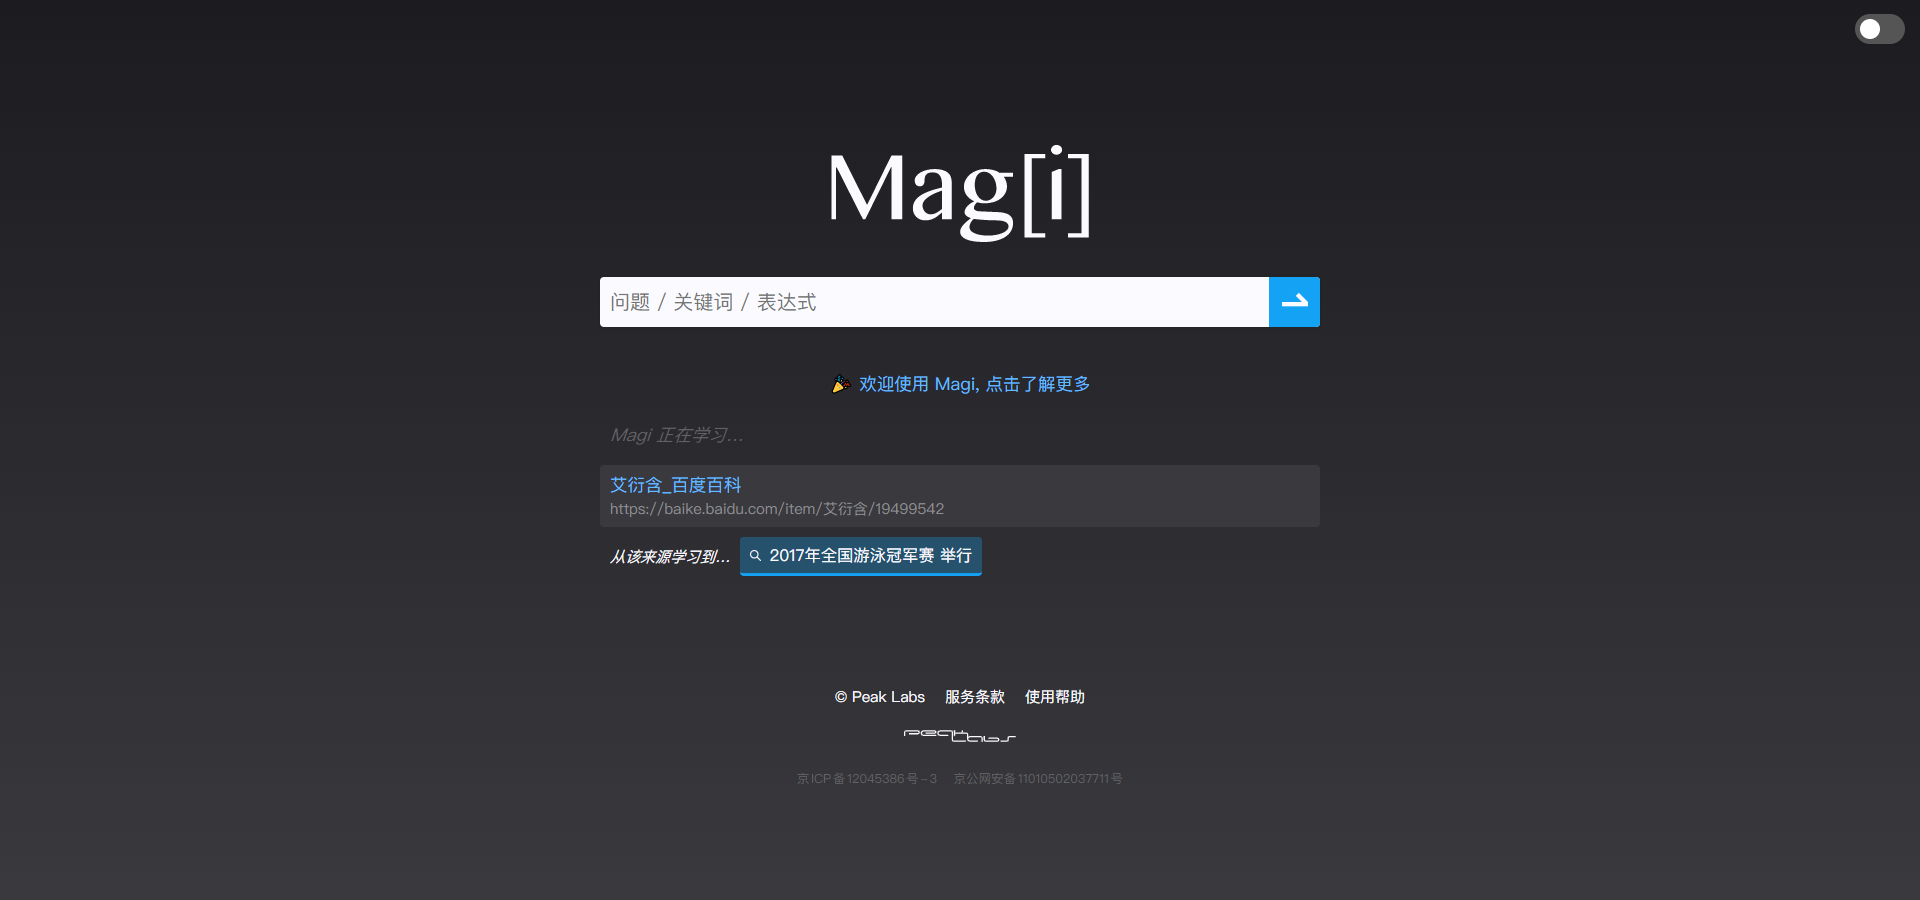 Mag[i]
问题 / 关键词 / 表达式
欢迎使用 Magi, 点击了解更多
Magi 正在学习...
艾衍含_百度百科
https://baike.baidu.com/item/艾衍含/19499542
从该来源学习到... 2017年全国游泳冠军赛 举行
© Peak Labs 服务条款 使用帮助
peak labs
京ICP备12045386号-3 京公网安备11010502037711号